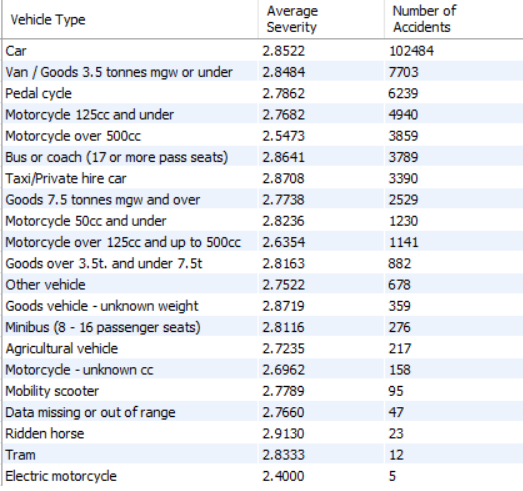 Vehicle Type Average Severity Number of Accidents
Car 2.8522 102484
Van / Goods 3.5 tonnes mgw or under 2.8484 7703
Pedal cycle 2.7862 6239
Motorcycle 125cc and under 2.7682 4940
Motorcycle over 500cc 2.5473 3859
Bus or coach (17 or more pass seats) 2.8641 3789
Taxi/Private hire car 2.8708 3390
Goods 7.5 tonnes mgw and over 2.7738 2529
Motorcycle 50cc and under 2.8236 1230
Motorcycle over 125cc and up to 500cc 2.6354 1141
Goods over 3.5t. and under 7.5t 2.8163 882
Other vehicle 2.7522 678
Goods vehicle - unknown weight 2.8719 359
Minibus (8 - 16 passenger seats) 2.8116 276
Agricultural vehicle 2.7235 217
Motorcycle - unknown cc 2.6962 158
Mobility scooter 2.7789 95
Data missing or out of range 2.7660 47
Ridden horse 2.9130 23
Tram 2.8333 12
Electric motorcycle 2.4000 5